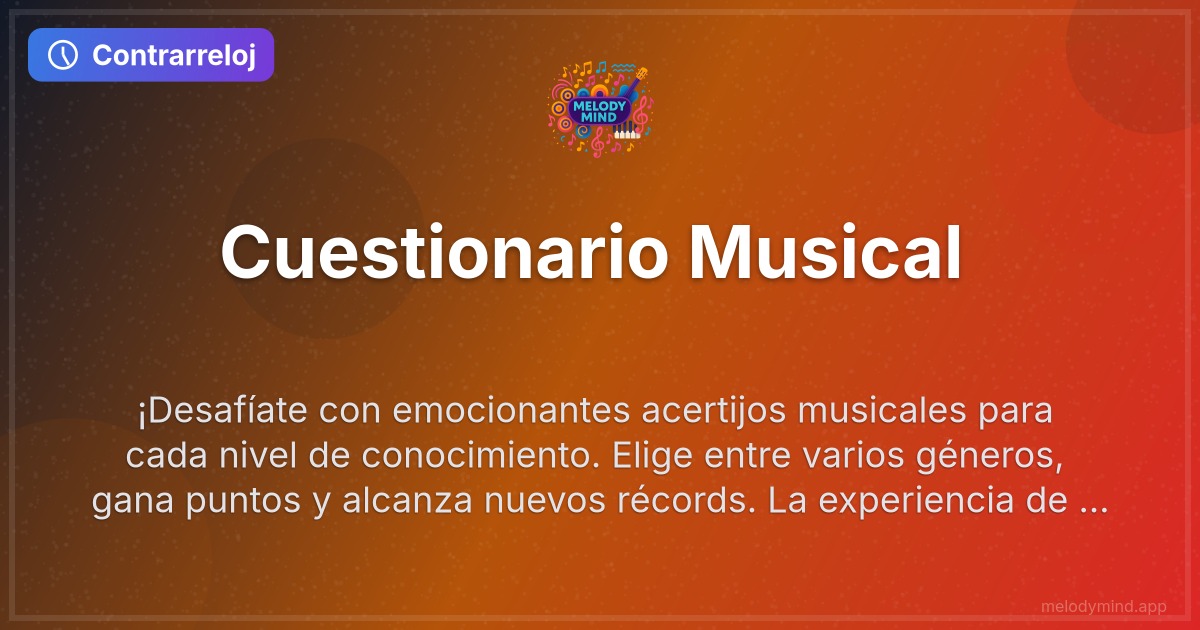 Contrarreloj
MELODY
MIND
Cuestionario Musical
¡Desafíate con emocionantes acertijos musicales para
cada nivel de conocimiento. Elige entre varios géneros,
gana puntos y alcanza nuevos récords. La experiencia de ...
melodymind.app